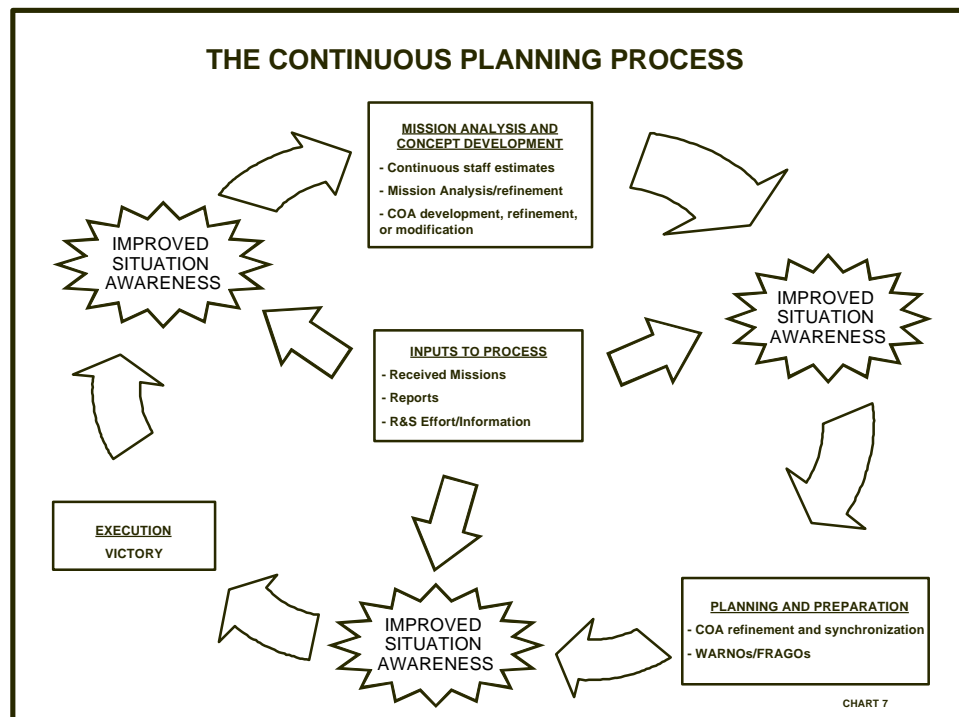 THE CONTINUOUS PLANNING PROCESS
MISSION ANALYSIS AND
CONCEPT DEVELOPMENT
- Continuous staff estimates
- Mission Analysis/refinement
- COA development, refinement,
or modification
IMPROVED
SITUATION
AWARENESS
IMPROVED
SITUATION
AWARENESS
INPUTS TO PROCESS
- Received Missions
- Reports
- R&S Effort/Information
EXECUTION
VICTORY
IMPROVED
SITUATION
AWARENESS
PLANNING AND PREPARATION
- COA refinement and synchronization
- WARNOs/FRAGOs
CHART 7